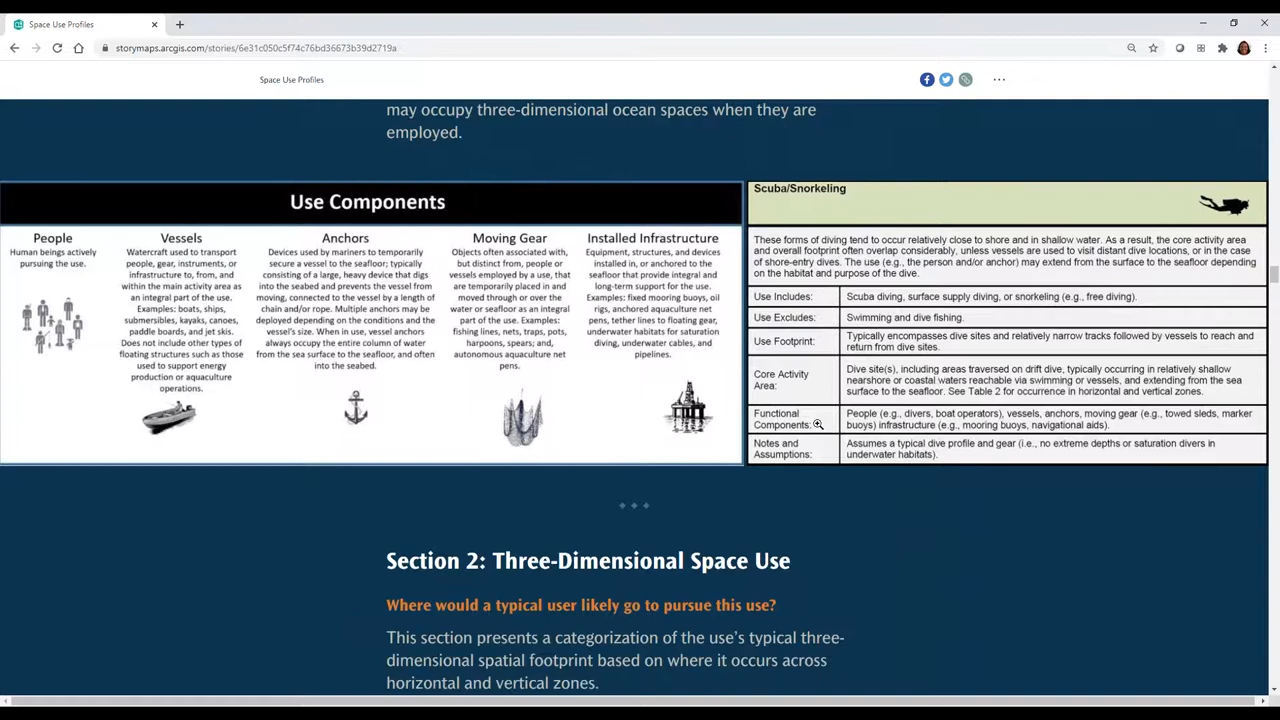 Space Use Profiles
storymaps.arcgis.com/stories/6e31c050c5f74c76bd36673b39d2719a
Space Use Profiles
may occupy three-dimensional ocean spaces when they are
employed.
Use Components
People
Human beings actively
pursuing the use.
Vessels
Watercraft used to transport
people, gear, instruments, or
infrastructure to, from, and
within the main activity area as
an integral part of the use.
Examples: boats, ships,
submersibles, kayaks, canoes,
paddle boards, and jet skis.
Does not include other types of
floating structures such as those
used to support energy
production or aquaculture
operations.
Anchors
Devices used by mariners to temporarily
secure a vessel to the seafloor; typically
consisting of a large, heavy device that digs
into the seabed and prevents the vessel from
moving, connected to the vessel by a length of
chain and/or rope. Multiple anchors may be
deployed depending on the conditions and the
vessel's size. When in use, vessel anchors
always occupy the entire column of water
from the sea surface to the seafloor, and often
into the seabed.
Moving Gear
Objects often associated with,
but distinct from, people or
vessels employed by a use, that
are temporarily placed in and
moved through or over the
water or seafloor as an integral
part of the use. Examples:
fishing lines, nets, traps, pots,
harpoons, spears; and,
autonomous aquaculture net
pens.
Installed Infrastructure
Equipment, structures, and devices
installed in, or anchored to the
seafloor that provide integral and
long-term support for the use.
Examples: fixed mooring buoys, oil
rigs, anchored aquaculture net
pens, tether lines to floating gear,
underwater habitats for saturation
diving, underwater cables, and
pipelines.
Scuba/Snorkeling
These forms of diving tend to occur relatively close to shore and in shallow water. As a result, the core activity area
and overall footprint often overlap considerably, unless vessels are used to visit distant dive locations, or in the case
of shore-entry dives. The use (e.g., the person and/or anchor) may extend from the surface to the seafloor depending
on the habitat and purpose of the dive.
Use Includes:
Scuba diving, surface supply diving, or snorkeling (e.g., free diving).
Use Excludes:
Swimming and dive fishing.
Use Footprint:
Typically encompasses dive sites and relatively narrow tracks followed by vessels to reach and
return from dive sites.
Core Activity
Area:
Dive site(s), including areas traversed on drift dive, typically occurring in relatively shallow
nearshore or coastal waters reachable via swimming or vessels, and extending from the sea
surface to the seafloor. See Table 2 for occurrence in horizontal and vertical zones.
Functional
Components:
People (e.g., divers, boat operators), vessels, anchors, moving gear (e.g., towed sleds, marker
buoys) infrastructure (e.g., mooring buoys, navigational aids).
Notes and
Assumptions:
Assumes a typical dive profile and gear (i.e., no extreme depths or saturation divers in
underwater habitats).
Section 2: Three-Dimensional Space Use
Where would a typical user likely go to pursue this use?
This section presents a categorization of the use's typical three-
dimensional spatial footprint based on where it occurs across
horizontal and vertical zones.